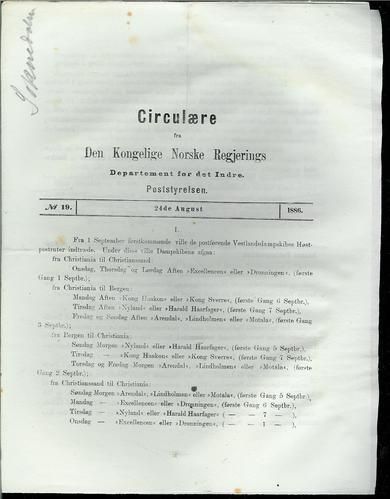 Circulære
fra
Den Kongelige Norske Regjerings
Departement for det Indre.
Poststyrelsen.
№ 19. 24de August 1886.
I.
Fra 1 September førstkommende ville de postførende Vestlandsdampskibes Høst-
postruter indtræde. Under disse ville Dampskibene afgaa:
fra Christiania til Christianssand
Onsdag, Thorsdag og Lørdag Aften »Excellencen« eller »Dronningen«, (første
Gang 1 Septbr.);
fra Christiania til Bergen:
Mandag Aften »Kong Haakon« eller »Kong Sverre«, (første Gang 6 Septbr.),
Tirsdag Aften »Nyland« eller »Harald Haarfager«, (første Gang 7 Septbr.),
Fredag og Søndag Aften »Arendal«, »Lindholmen« eller »Motala«, (første Gang
3 Septbr.);
fra Bergen til Christiania:
Søndag Morgen »Nyland« eller »Harald Haarfager«, (første Gang 5 Septbr.),
Tirsdag — »Kong Haakon« eller »Kong Sverre«, (første Gang 7 Septbr.),
Torsdag og Fredag Morgen »Arendal«, »Lindholmen« eller »Motala«, (første
Gang 2 Septbr.);
fra Christianssand til Christiania:
Søndag Morgen »Arendal«, »Lindholmen« eller »Motala«, (første Gang 5 Septbr.),
Mandag — »Excellencen« eller »Dronningen«, (første Gang 6 Septbr.),
Tirsdag — »Nyland« eller »Harald Haarfager« ( — — 7 — ),
Onsdag — »Excellencen« eller »Dronningen«, ( — — 1 — ),